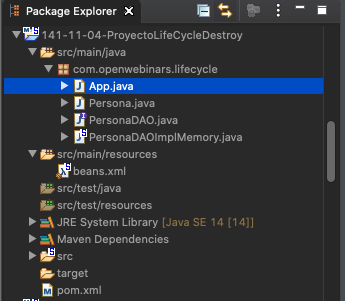 Package Explorer
141-11-04-ProyectoLifeCycleDestroy
src/main/java
com.openwebinars.lifecycle
App.java
Persona.java
PersonaDAO.java
PersonaDAOImplMemory.java
src/main/resources
beans.xml
src/test/java
src/test/resources
JRE System Library [Java SE 14 [14]]
Maven Dependencies
src
target
pom.xml